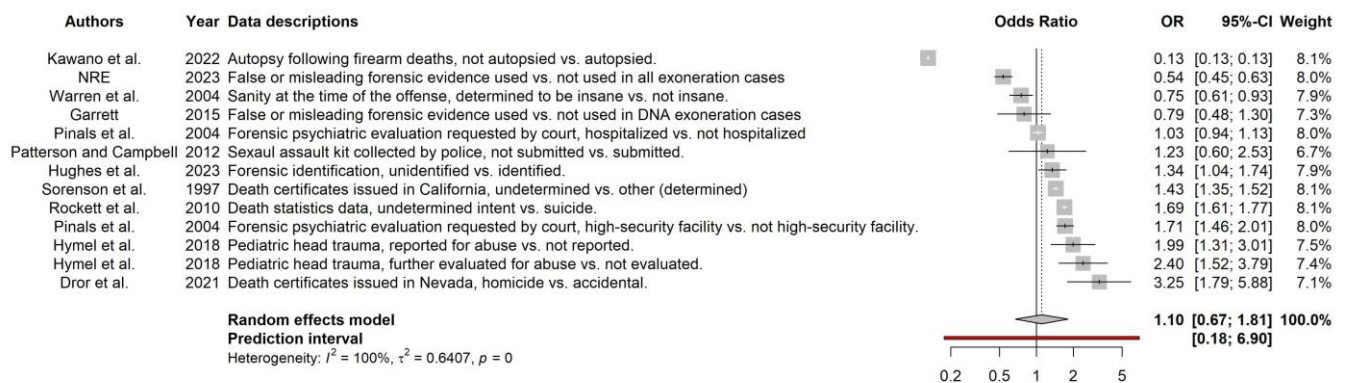 Authors Year Data descriptions Odds Ratio OR 95%-CI Weight
Kawano et al. 2022 Autopsy following firearm deaths, not autopsied vs. autopsied. 0.13 [0.13; 0.13] 8.1%
NRE 2023 False or misleading forensic evidence used vs. not used in all exoneration cases 0.54 [0.45; 0.63] 8.0%
Warren et al. 2004 Sanity at the time of the offense, determined to be insane vs. not insane. 0.75 [0.61; 0.93] 7.9%
Garrett 2015 False or misleading forensic evidence used vs. not used in DNA exoneration cases 0.79 [0.48; 1.30] 7.3%
Pinals et al. 2004 Forensic psychiatric evaluation requested by court, hospitalized vs. not hospitalized 1.03 [0.94; 1.13] 8.0%
Patterson and Campbell 2012 Sexaul assault kit collected by police, not submitted vs. submitted. 1.23 [0.60; 2.53] 6.7%
Hughes et al. 2023 Forensic identification, unidentified vs. identified. 1.34 [1.04; 1.74] 7.9%
Sorenson et al. 1997 Death certificates issued in California, undetermined vs. other (determined) 1.43 [1.35; 1.52] 8.1%
Rockett et al. 2010 Death statistics data, undetermined intent vs. suicide. 1.69 [1.61; 1.77] 8.1%
Pinals et al. 2004 Forensic psychiatric evaluation requested by court, high-security facility vs. not high-security facility. 1.71 [1.46; 2.01] 8.0%
Hymel et al. 2018 Pediatric head trauma, reported for abuse vs. not reported. 1.99 [1.31; 3.01] 7.5%
Hymel et al. 2018 Pediatric head trauma, further evaluated for abuse vs. not evaluated. 2.40 [1.52; 3.79] 7.4%
Dror et al. 2021 Death certificates issued in Nevada, homicide vs. accidental. 3.25 [1.79; 5.88] 7.1%
Random effects model 1.10 [0.67; 1.81] 100.0%
Prediction interval [0.18; 6.90]
Heterogeneity: I² = 100%, τ² = 0.6407, p = 0
0.2 0.5 1 2 5